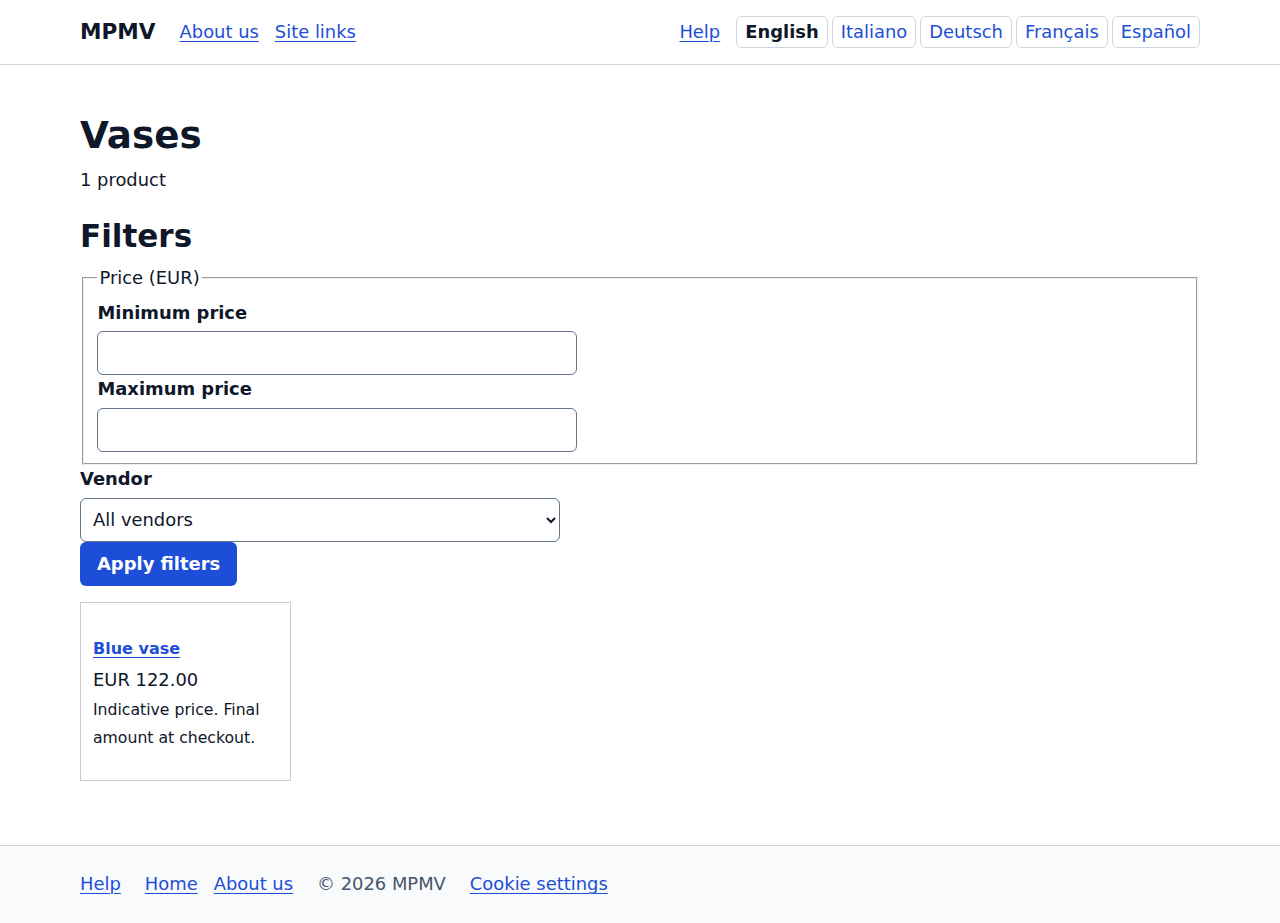 MPMV About us Site links Help English Italiano Deutsch Français Español
Vases
1 product
Filters
Price (EUR)
Minimum price
Maximum price
Vendor
All vendors
Apply filters
Blue vase
EUR 122.00
Indicative price. Final
amount at checkout.
Help Home About us © 2026 MPMV Cookie settings